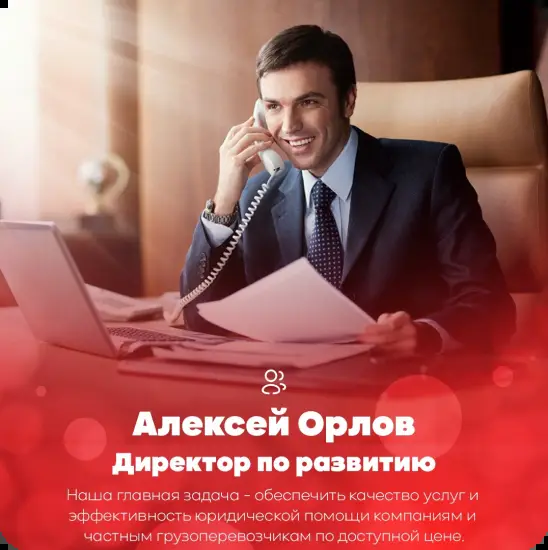 Алексей Орлов
Директор по развитию
Наша главная задача - обеспечить качество услуг и
эффективность юридической помощи компаниям и
частным грузоперевозчикам по доступной цене.